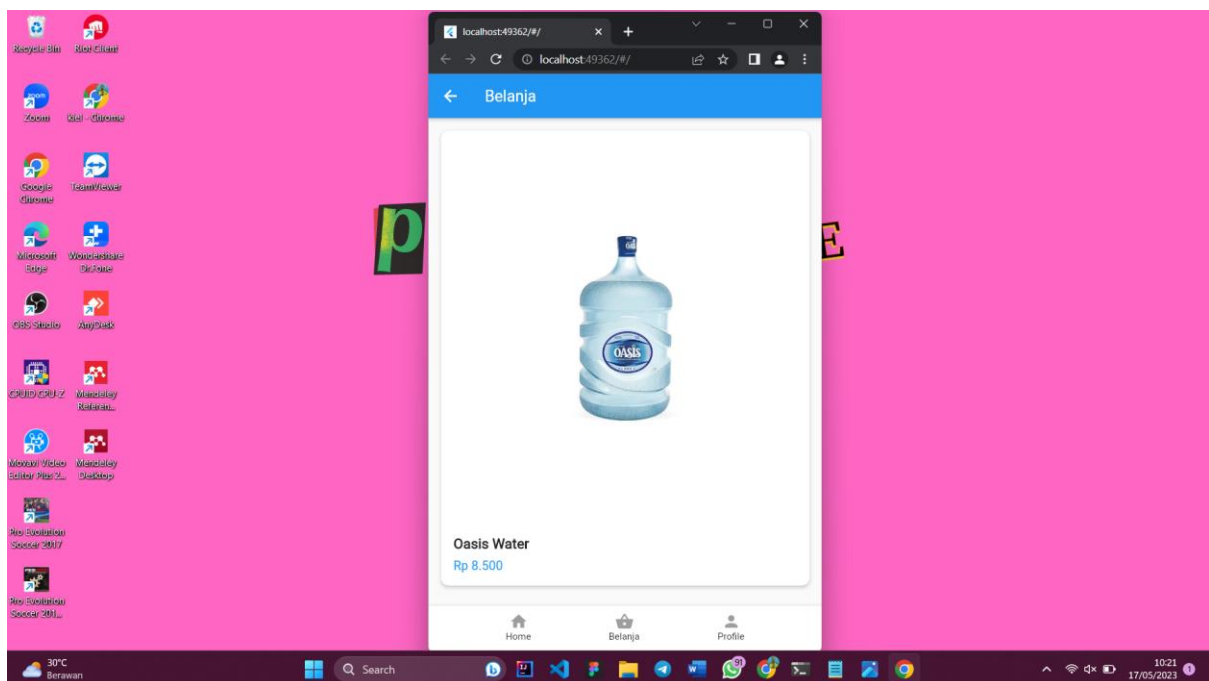 Recycle Bin
Riot Client
Zoom
Kiel - Chrome
Google
Chrome
TeamViewer
Microsoft
Edge
Wondershare
Dr.Fone
OBS Studio
AnyDesk
CPUID CPU-Z
Mendeley
Referen...
Movavi Video
Editor Plus 2...
Mendeley
Desktop
Pro Evolution
Soccer 2017
Pro Evolution
Soccer 201...
p
E
localhost:49362/#/
localhost:49362/#/
Belanja
OASIS
Oasis Water
Rp 8.500
Home
Belanja
Profile
30°C
Berawan
Search
91
10:21
17/05/2023
1